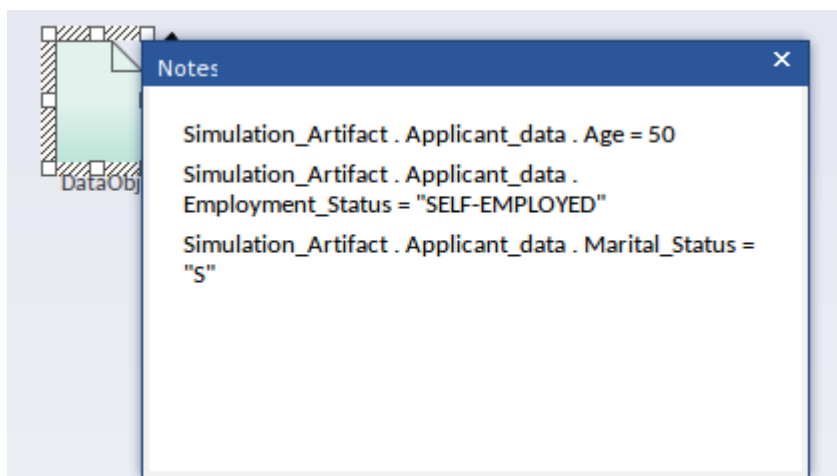 Notes
Simulation_Artifact . Applicant_data . Age = 50
Simulation_Artifact . Applicant_data .
Employment_Status = "SELF-EMPLOYED"
Simulation_Artifact . Applicant_data . Marital_Status =
"S"
DataObj